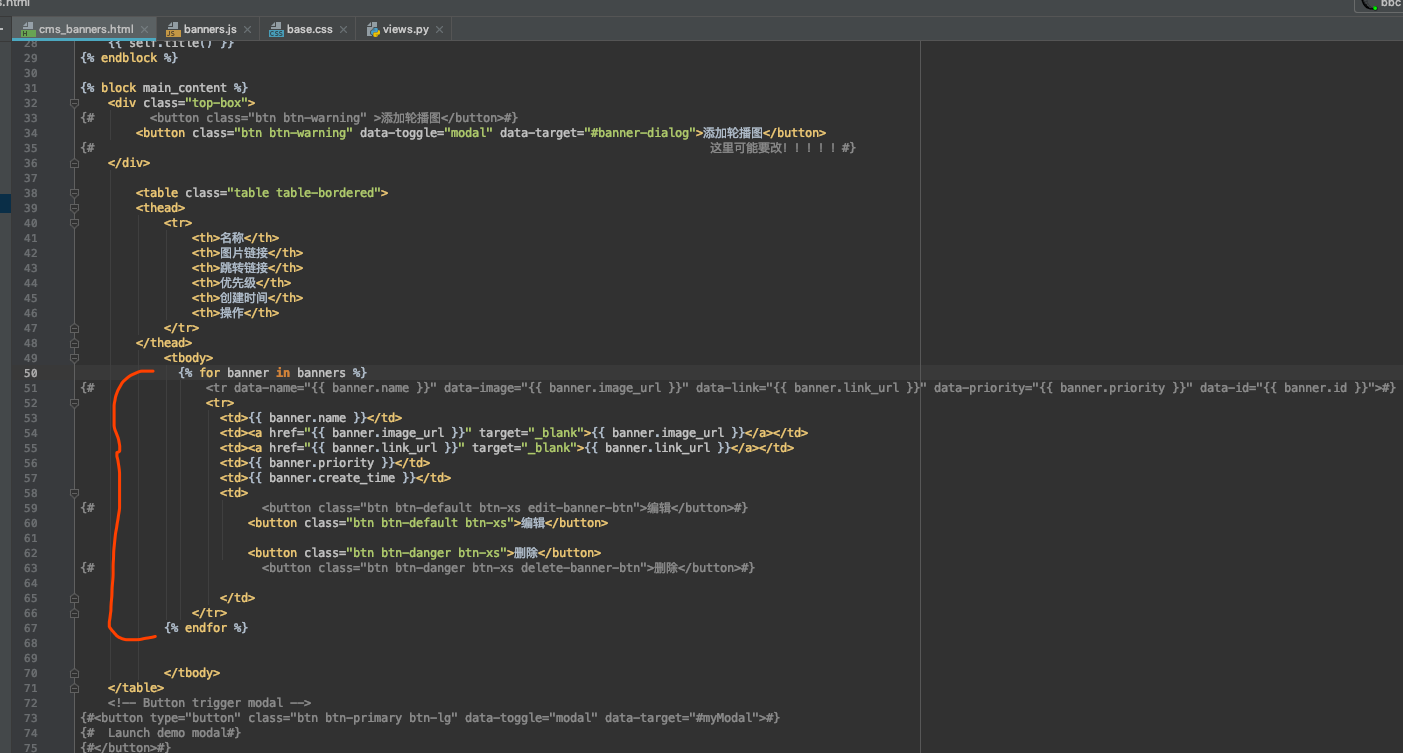 s.html
bbc
cms_banners.html
banners.js
base.css
views.py
28 {{ self.title() }}
29 {% endblock %}
30
31 {% block main_content %}
32 <div class="top-box">
33 {# <button class="btn btn-warning" >添加轮播图</button>#}
34 <button class="btn btn-warning" data-toggle="modal" data-target="#banner-dialog">添加轮播图</button>
35 {# 这里可能要改!!!!!#}
36 </div>
37
38 <table class="table table-bordered">
39 <thead>
40 <tr>
41 <th>名称</th>
42 <th>图片链接</th>
43 <th>跳转链接</th>
44 <th>优先级</th>
45 <th>创建时间</th>
46 <th>操作</th>
47 </tr>
48 </thead>
49 <tbody>
50 {% for banner in banners %}
51 {# <tr data-name="{{ banner.name }}" data-image="{{ banner.image_url }}" data-link="{{ banner.link_url }}" data-priority="{{ banner.priority }}" data-id="{{ banner.id }}">#}
52 <tr>
53 <td>{{ banner.name }}</td>
54 <td><a href="{{ banner.image_url }}" target="_blank">{{ banner.image_url }}</a></td>
55 <td><a href="{{ banner.link_url }}" target="_blank">{{ banner.link_url }}</a></td>
56 <td>{{ banner.priority }}</td>
57 <td>{{ banner.create_time }}</td>
58 <td>
59 {# <button class="btn btn-default btn-xs edit-banner-btn">编辑</button>#}
60 <button class="btn btn-default btn-xs">编辑</button>
61
62 <button class="btn btn-danger btn-xs">删除</button>
63 {# <button class="btn btn-danger btn-xs delete-banner-btn">删除</button>#}
64
65 </td>
66 </tr>
67 {% endfor %}
68
69
70 </tbody>
71 </table>
72 <!-- Button trigger modal -->
73 {#<button type="button" class="btn btn-primary btn-lg" data-toggle="modal" data-target="#myModal">#}
74 {# Launch demo modal#}
75 {#</button>#}